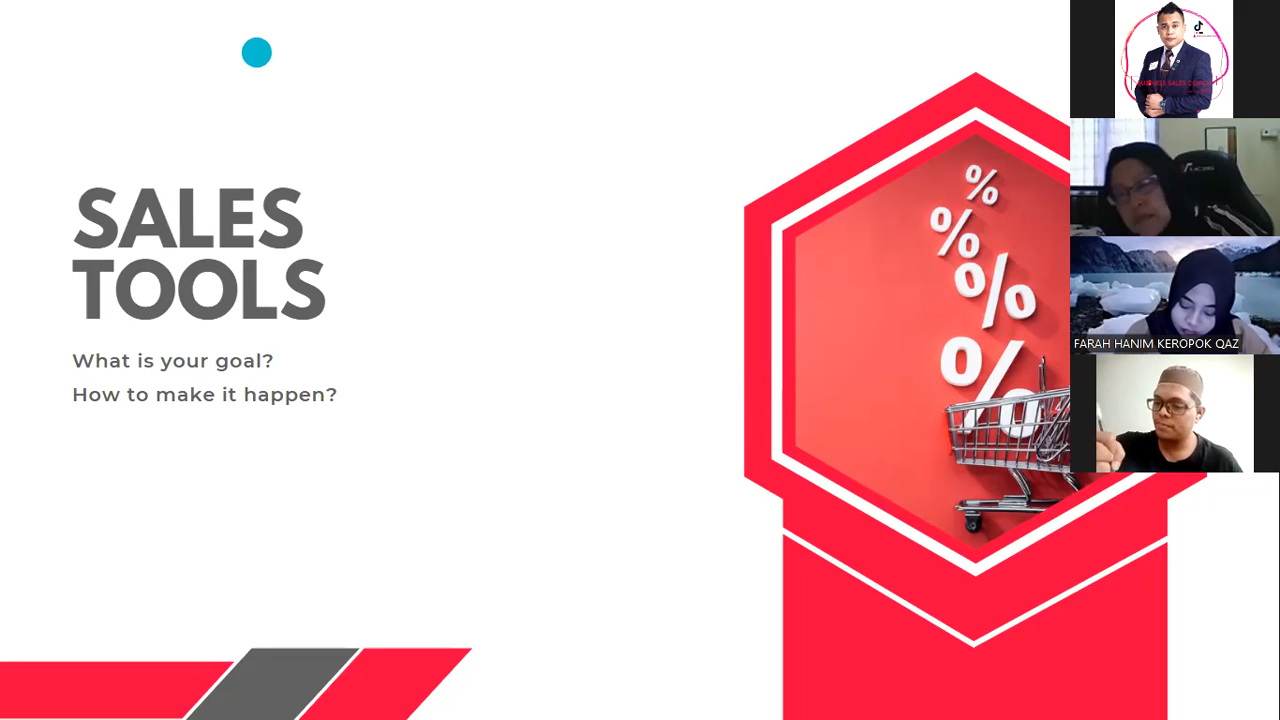 SALES
TOOLS
What is your goal?
How to make it happen?
%
%
%
%
FARAH HANIM KEROPOK QAZ